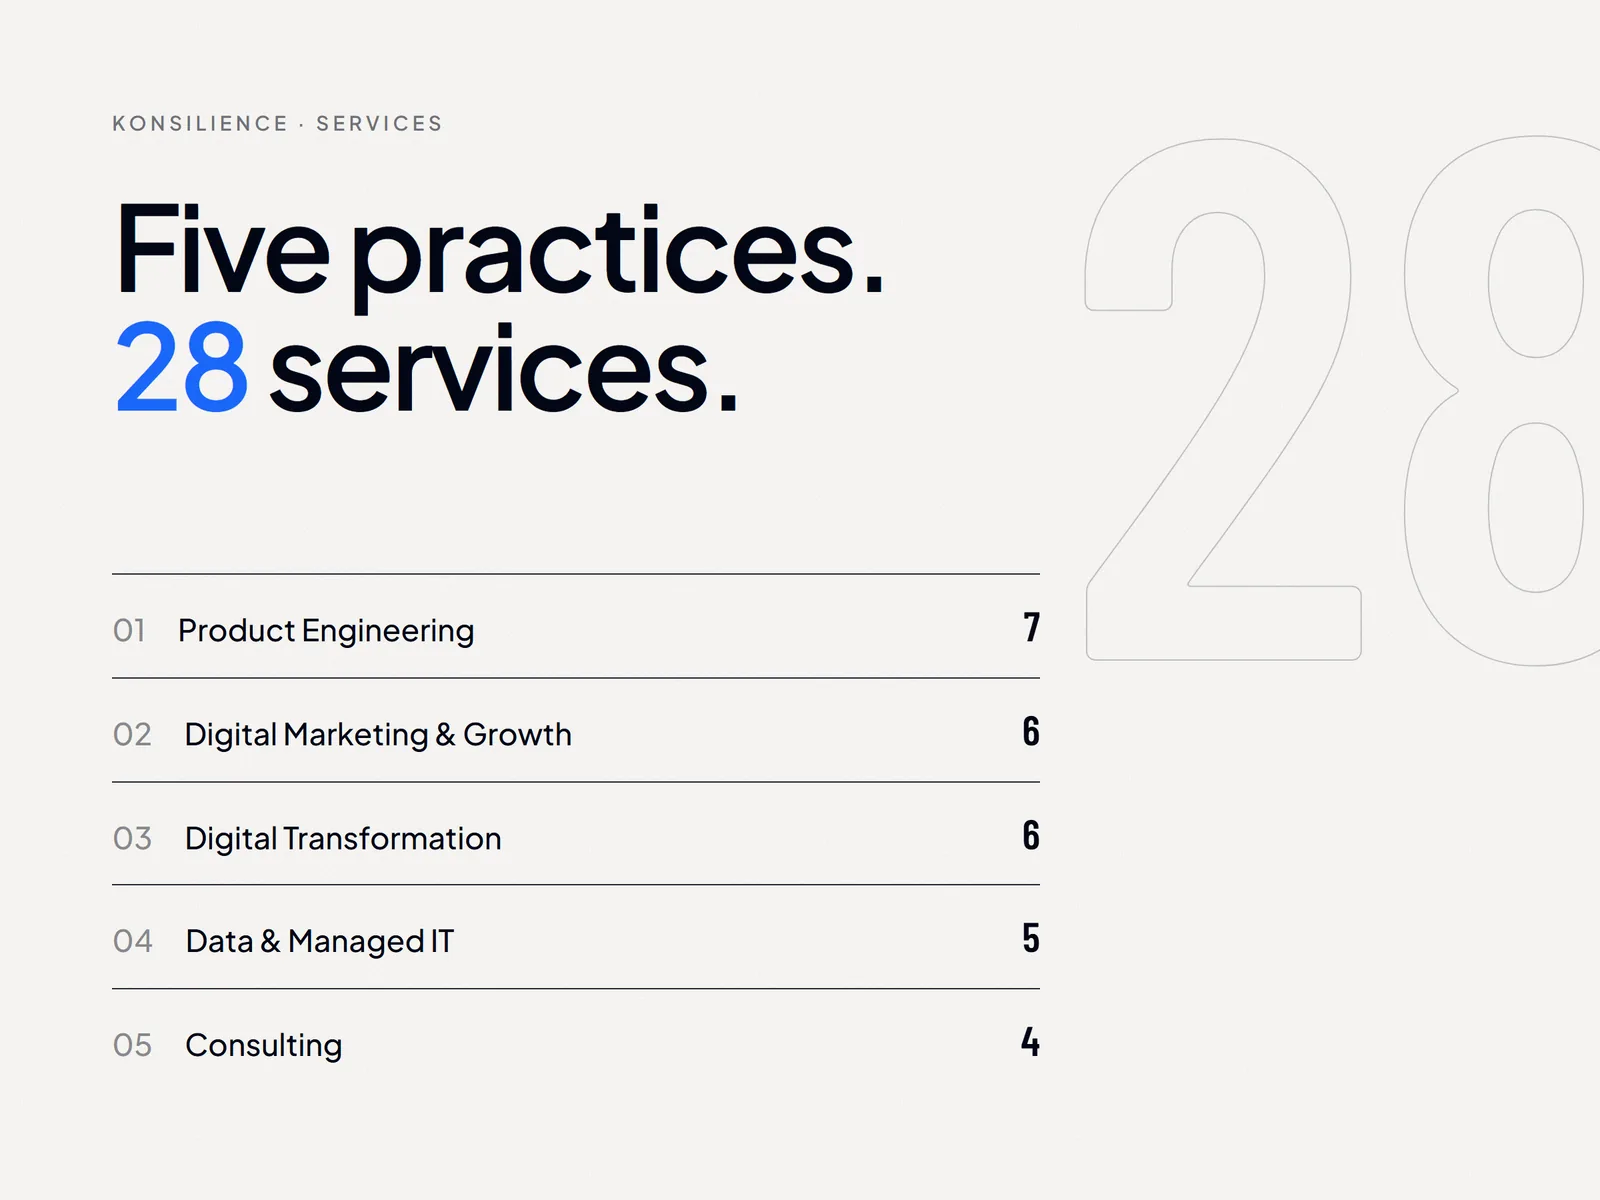 KONSILIENCE · SERVICES
Five practices.
28 services.
28
01 Product Engineering 7
02 Digital Marketing & Growth 6
03 Digital Transformation 6
04 Data & Managed IT 5
05 Consulting 4